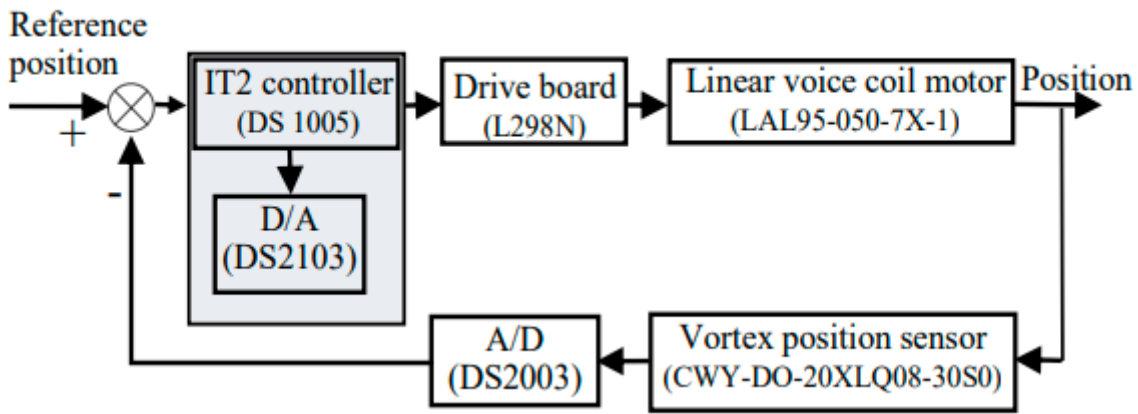 Reference
position
+
-
IT2 controller
(DS 1005)
D/A
(DS2103)
Drive board
(L298N)
Linear voice coil motor
(LAL95-050-7X-1)
Position
A/D
(DS2003)
Vortex position sensor
(CWY-DO-20XLQ08-30S0)